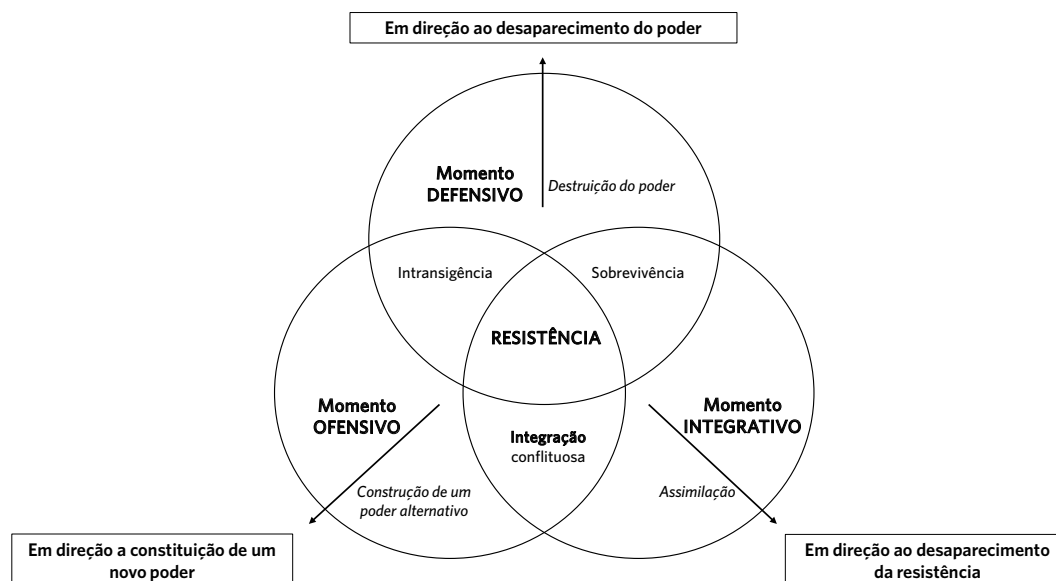 Em direção ao desaparecimento do poder
Momento
DEFENSIVO
Destruição do poder
Intransigência
Sobrevivência
RESISTÊNCIA
Momento
OFENSIVO
Momento
INTEGRATIVO
Integração
conflituosa
Construção de um
poder alternativo
Assimilação
Em direção a constituição de um
novo poder
Em direção ao desaparecimento
da resistência